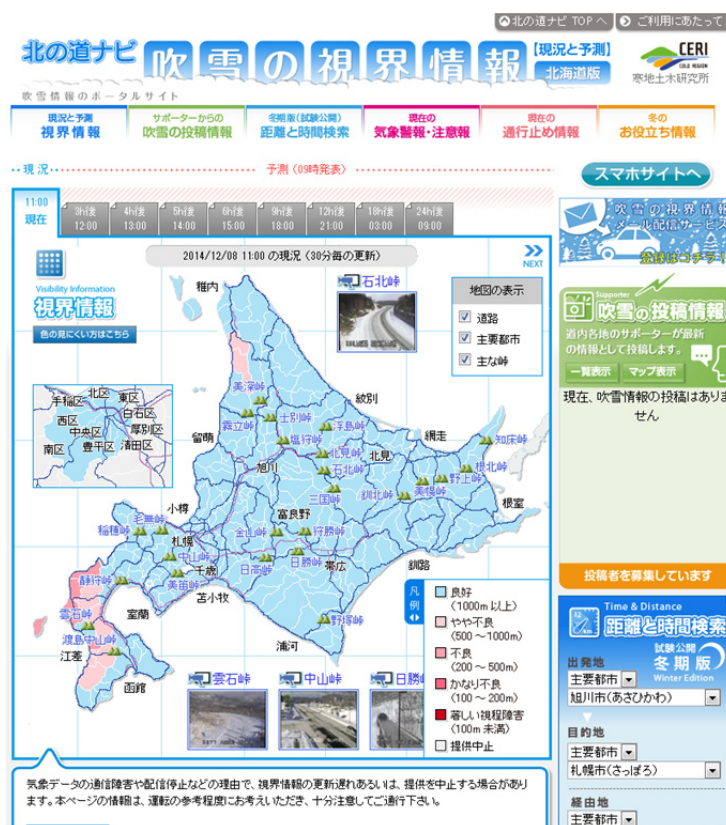 北の道ナビ TOP へ
ご利用にあたって
北の道ナビ
吹雪の視界情報
【現況と予測】
北海道版
CERI
COLD REGION
寒地土木研究所
吹雪情報のポータルサイト
現況と予測
視界情報
サポーターからの
吹雪の投稿情報
冬期版(試験公開)
距離と時間検索
現在の
気象警報・注意報
現在の
通行止め情報
冬の
お役立ち情報
現況
予測(09時発表)
スマホサイトへ
11:00
現在
3h後
12:00
4h後
13:00
5h後
14:00
6h後
15:00
9h後
18:00
12h後
21:00
18h後
03:00
24h後
09:00
2014/12/08 11:00 の現況(30分毎の更新)
NEXT
Visibility Information
視界情報
色の見にくい方はこちら
稚内
石北峠
地図の表示
道路
主要都市
主な峠
手稲区
北区
東区
西区
白石区
中央区
厚別区
南区
豊平区
清田区
美深峠
紋別
霧立峠
士別峠
浮島峠
留萌
塩狩峠
北見峠
北見
網走
知床峠
旭川
石北峠
根北峠
野上峠
三国峠
釧北峠
美幌峠
根室
小樽
富良野
毛無峠
稲穂峠
札幌
金山峠
狩勝峠
中山峠
千歳
日高峠
日勝峠
帯広
釧路
静狩峠
美笛峠
苫小牧
雲石峠
室蘭
野塚峠
渡島中山峠
江差
浦河
函館
凡例
良好
(1000m 以上)
やや不良
(500 ~ 1000m)
不良
(200 ~ 500m)
かなり不良
(100 ~ 200m)
著しい視程障害
(100m 未満)
提供中止
雲石峠
中山峠
日勝
気象データの通信障害や配信停止などの理由で、視界情報の更新遅れあるいは、提供を中止する場合があり
ます。本ページの情報は、運転の参考程度にお考えいただき、十分注意してご通行下さい。
吹雪の視界情報
メール配信サービス
登録はコチラ!
Supporter
吹雪の投稿情報
道内各地のサポーターが最新
の情報として投稿します。
一覧表示
マップ表示
現在、吹雪情報の投稿はありま
せん
投稿者を募集しています
Time & Distance
距離と時間検索
試験公開
冬期版
Winter Edition
出発地
主要都市
旭川市(あさひかわ)
目的地
主要都市
札幌市(さっぽろ)
経由地
主要都市